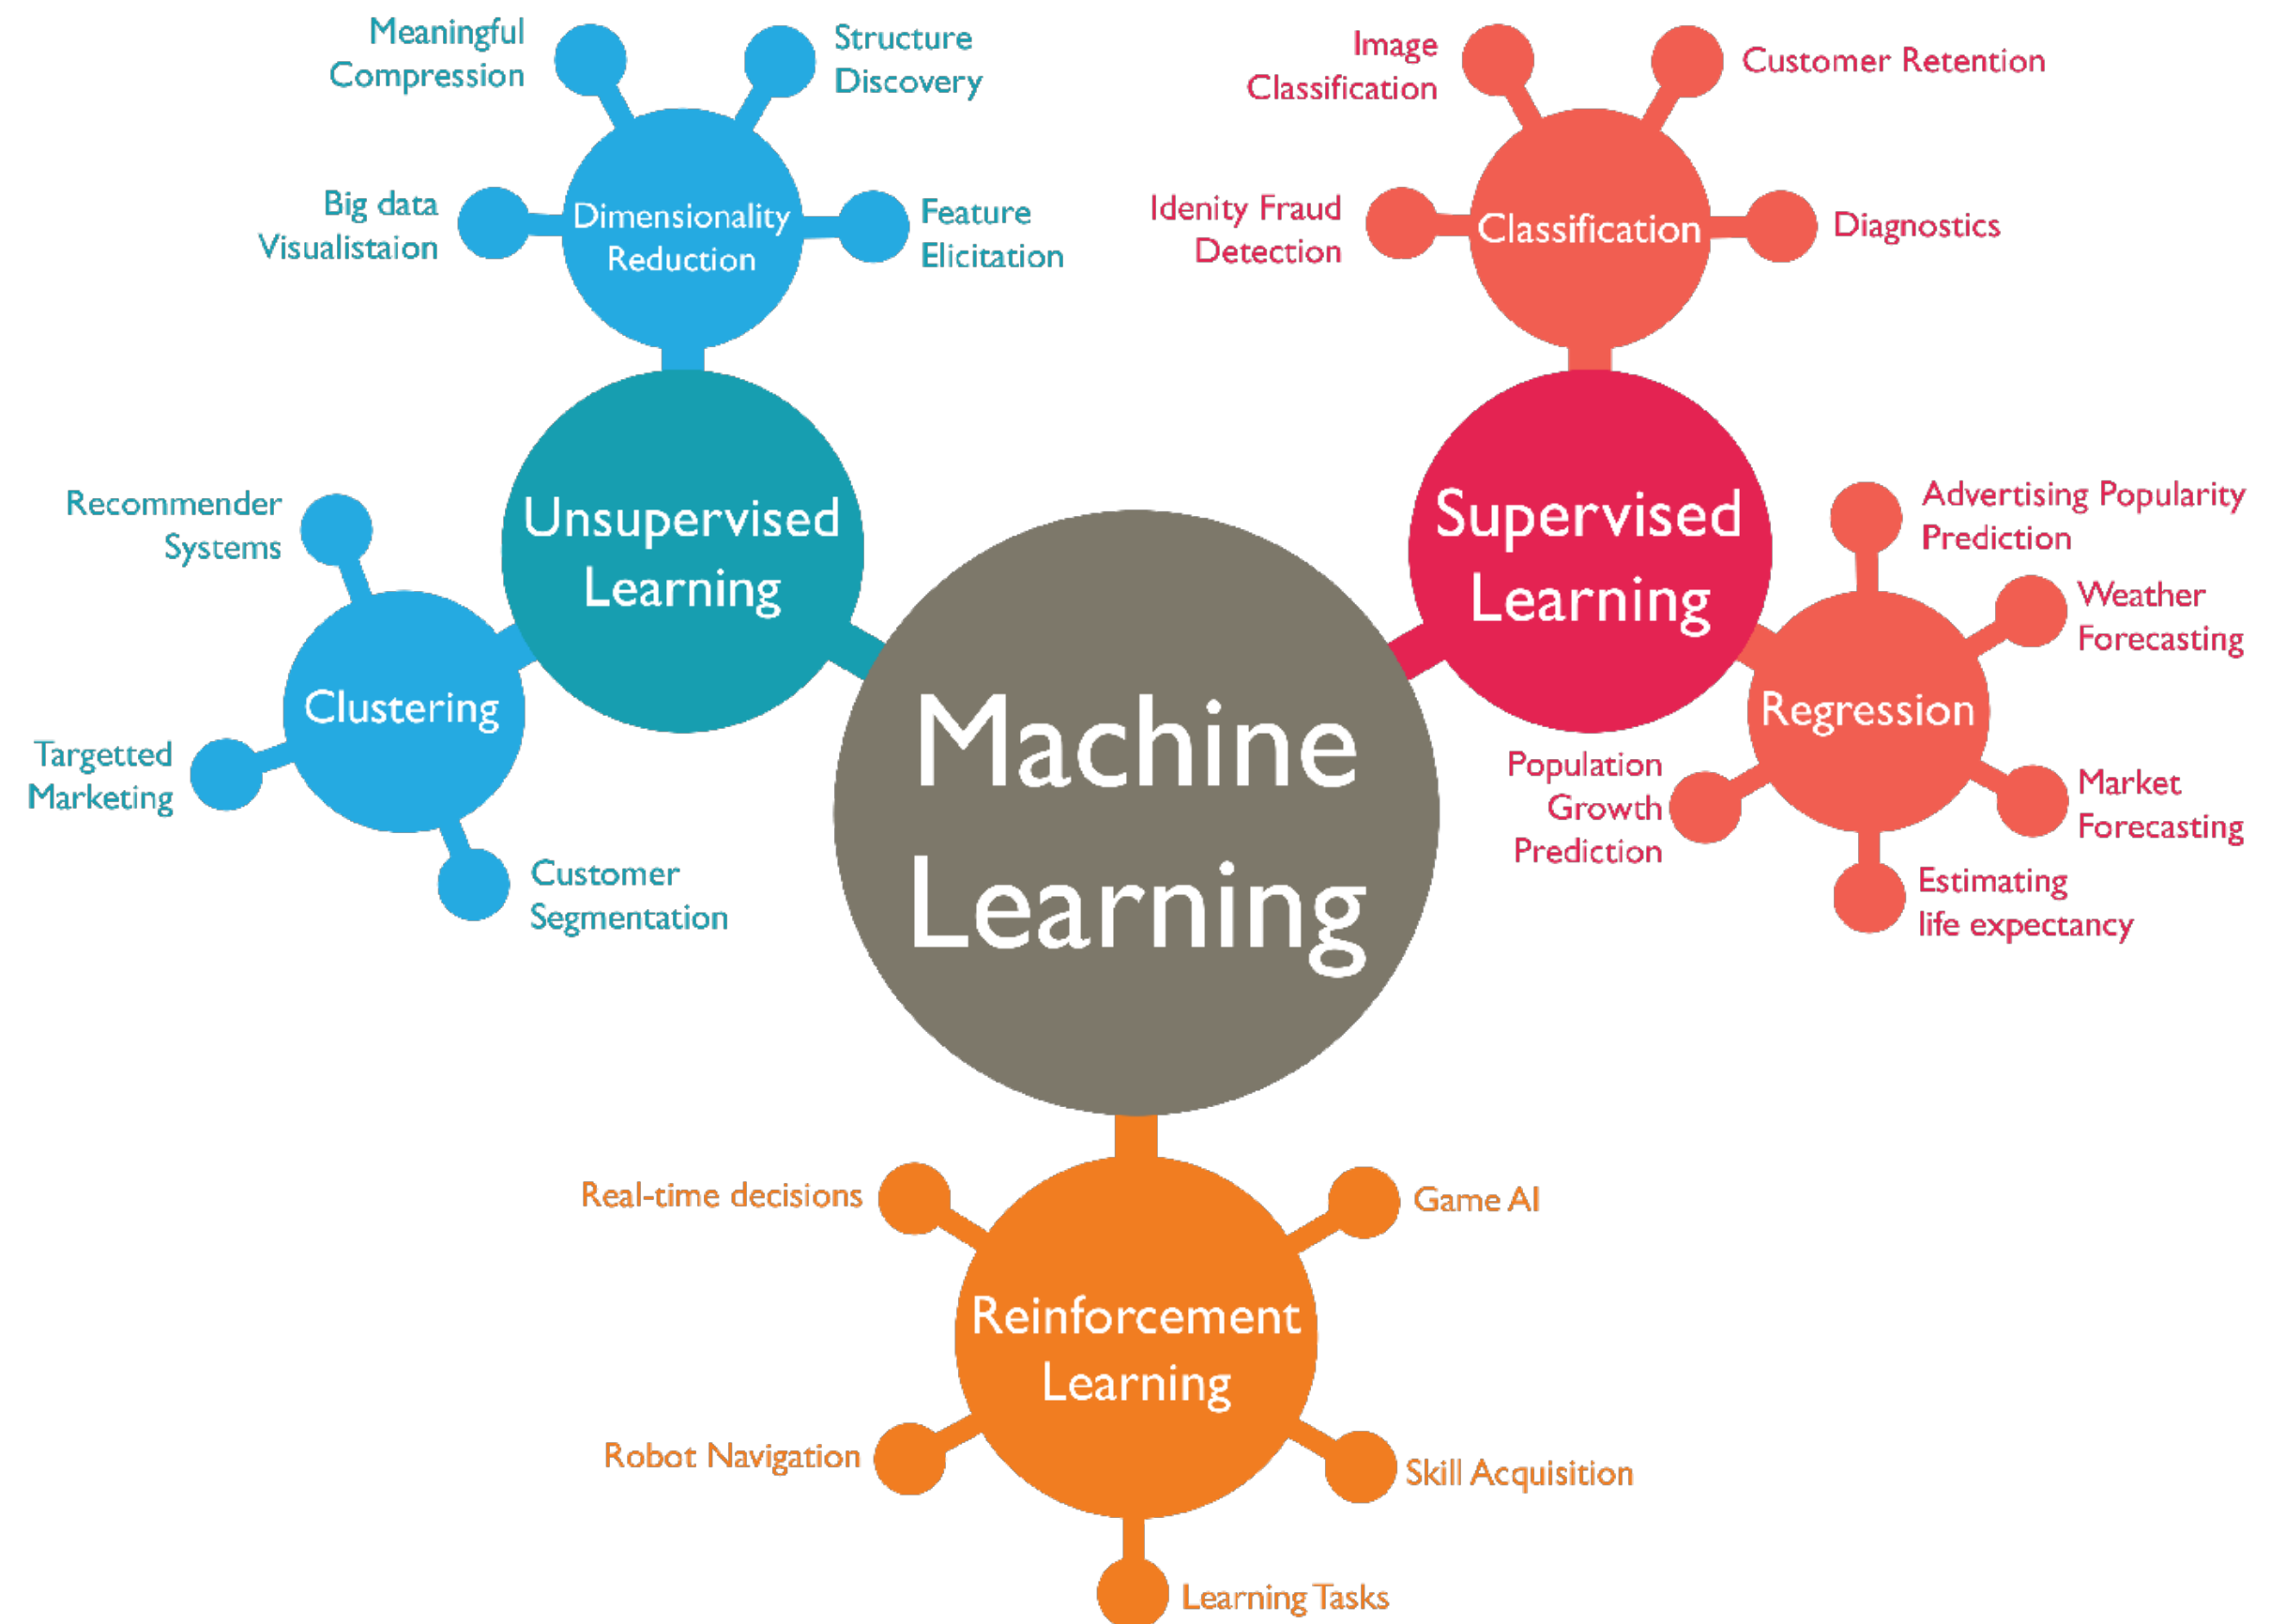 Meaningful
Compression
Structure
Discovery
Big data
Visualistaion
Dimensionality
Reduction
Feature
Elicitation
Image
Classification
Customer Retention
Idenity Fraud
Detection
Classification
Diagnostics
Recommender
Systems
Unsupervised
Learning
Clustering
Targetted
Marketing
Customer
Segmentation
Supervised
Learning
Advertising Popularity
Prediction
Weather
Forecasting
Regression
Population
Growth
Prediction
Market
Forecasting
Estimating
life expectancy
Machine
Learning
Real-time decisions
Game AI
Reinforcement
Learning
Robot Navigation
Skill Acquisition
Learning Tasks